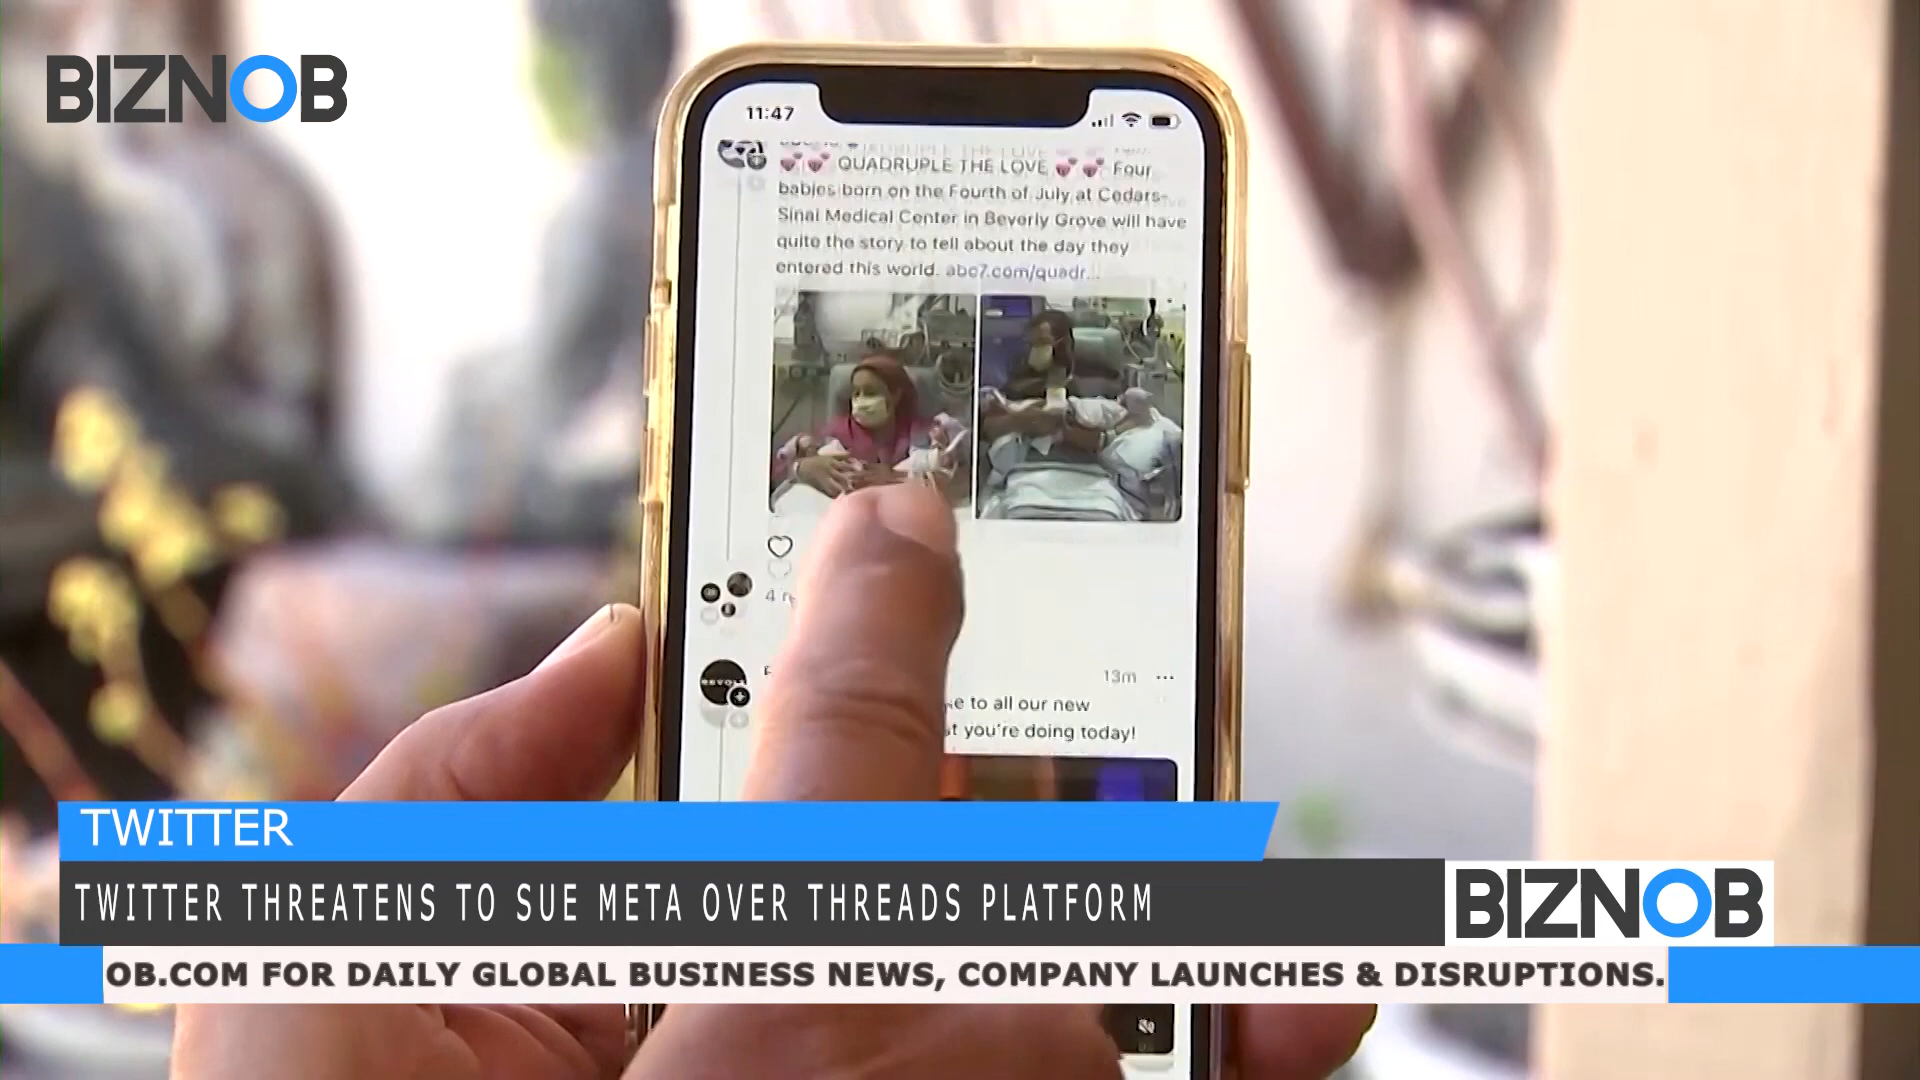 BIZNOB
11:47
QUADRUPLE THE LOVE 💕 💕 Four
babies born on the Fourth of July at Cedars-
Sinai Medical Center in Beverly Grove will have
quite the story to tell about the day they
entered this world. abc7.com/quadr...
4
REVOLT
13m ...
to all our new
you're doing today!
TWITTER
TWITTER THREATENS TO SUE META OVER THREADS PLATFORM
BIZNOB
OB.COM FOR DAILY GLOBAL BUSINESS NEWS, COMPANY LAUNCHES & DISRUPTIONS.